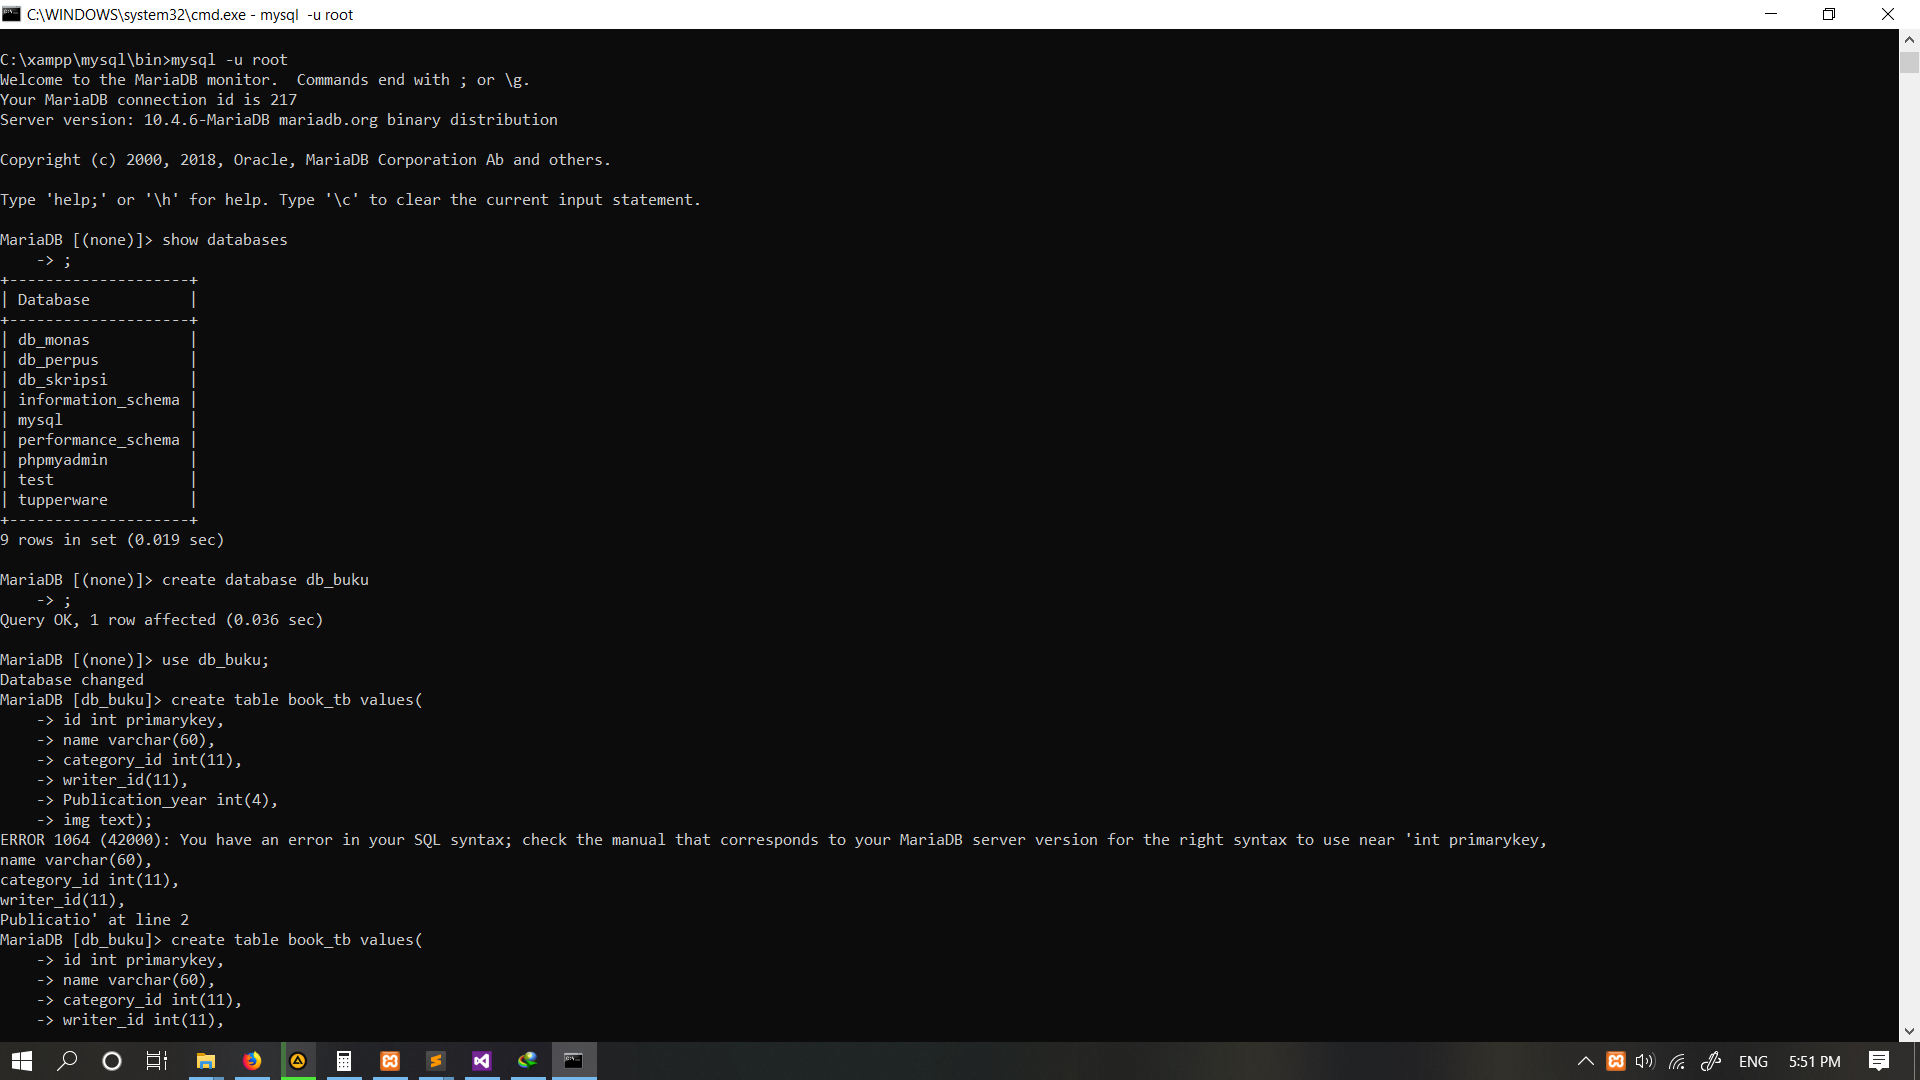 C:\WINDOWS\system32\cmd.exe - mysql  -u root
C:\xampp\mysql\bin>mysql -u root
Welcome to the MariaDB monitor.  Commands end with ; or \g.
Your MariaDB connection id is 217
Server version: 10.4.6-MariaDB mariadb.org binary distribution
Copyright (c) 2000, 2018, Oracle, MariaDB Corporation Ab and others.
Type 'help;' or '\h' for help. Type '\c' to clear the current input statement.
MariaDB [(none)]> show databases
    -> ;
+--------------------+
| Database           |
+--------------------+
| db_monas           |
| db_perpus          |
| db_skripsi         |
| information_schema |
| mysql              |
| performance_schema |
| phpmyadmin         |
| test               |
| tupperware         |
+--------------------+
9 rows in set (0.019 sec)
MariaDB [(none)]> create database db_buku
    -> ;
Query OK, 1 row affected (0.036 sec)
MariaDB [(none)]> use db_buku;
Database changed
MariaDB [db_buku]> create table book_tb values(
    -> id int primarykey,
    -> name varchar(60),
    -> category_id int(11),
    -> writer_id(11),
    -> Publication_year int(4),
    -> img text);
ERROR 1064 (42000): You have an error in your SQL syntax; check the manual that corresponds to your MariaDB server version for the right syntax to use near 'int primarykey,
name varchar(60),
category_id int(11),
writer_id(11),
Publicatio' at line 2
MariaDB [db_buku]> create table book_tb values(
    -> id int primarykey,
    -> name varchar(60),
    -> category_id int(11),
    -> writer_id int(11),
ENG 5:51 PM